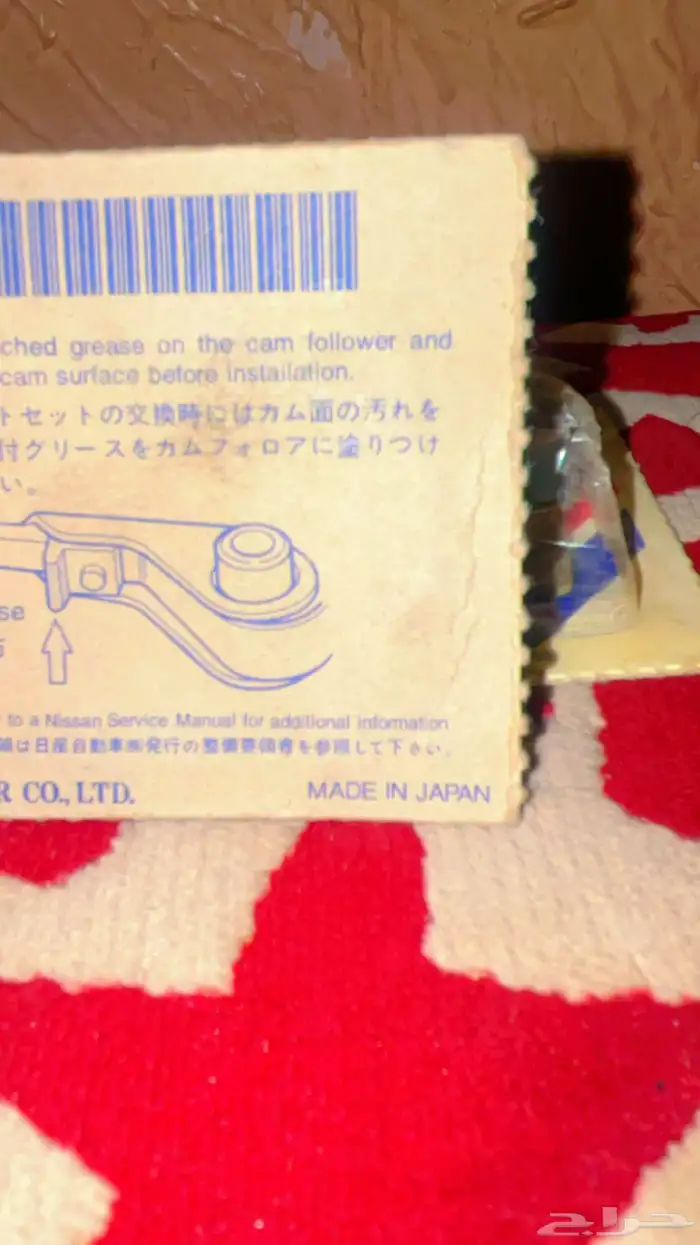 ched grease on the cam follower and
cam surface before installation.
トセットの交換時にはカム面の汚れを
付グリースをカムフォロアに塗りつけ
い。
se
to a Nissan Service Manual for additional information
は日産自動車㈱発行の整備要領書を参照して下さい。
R CO., LTD.
MADE IN JAPAN
حراج